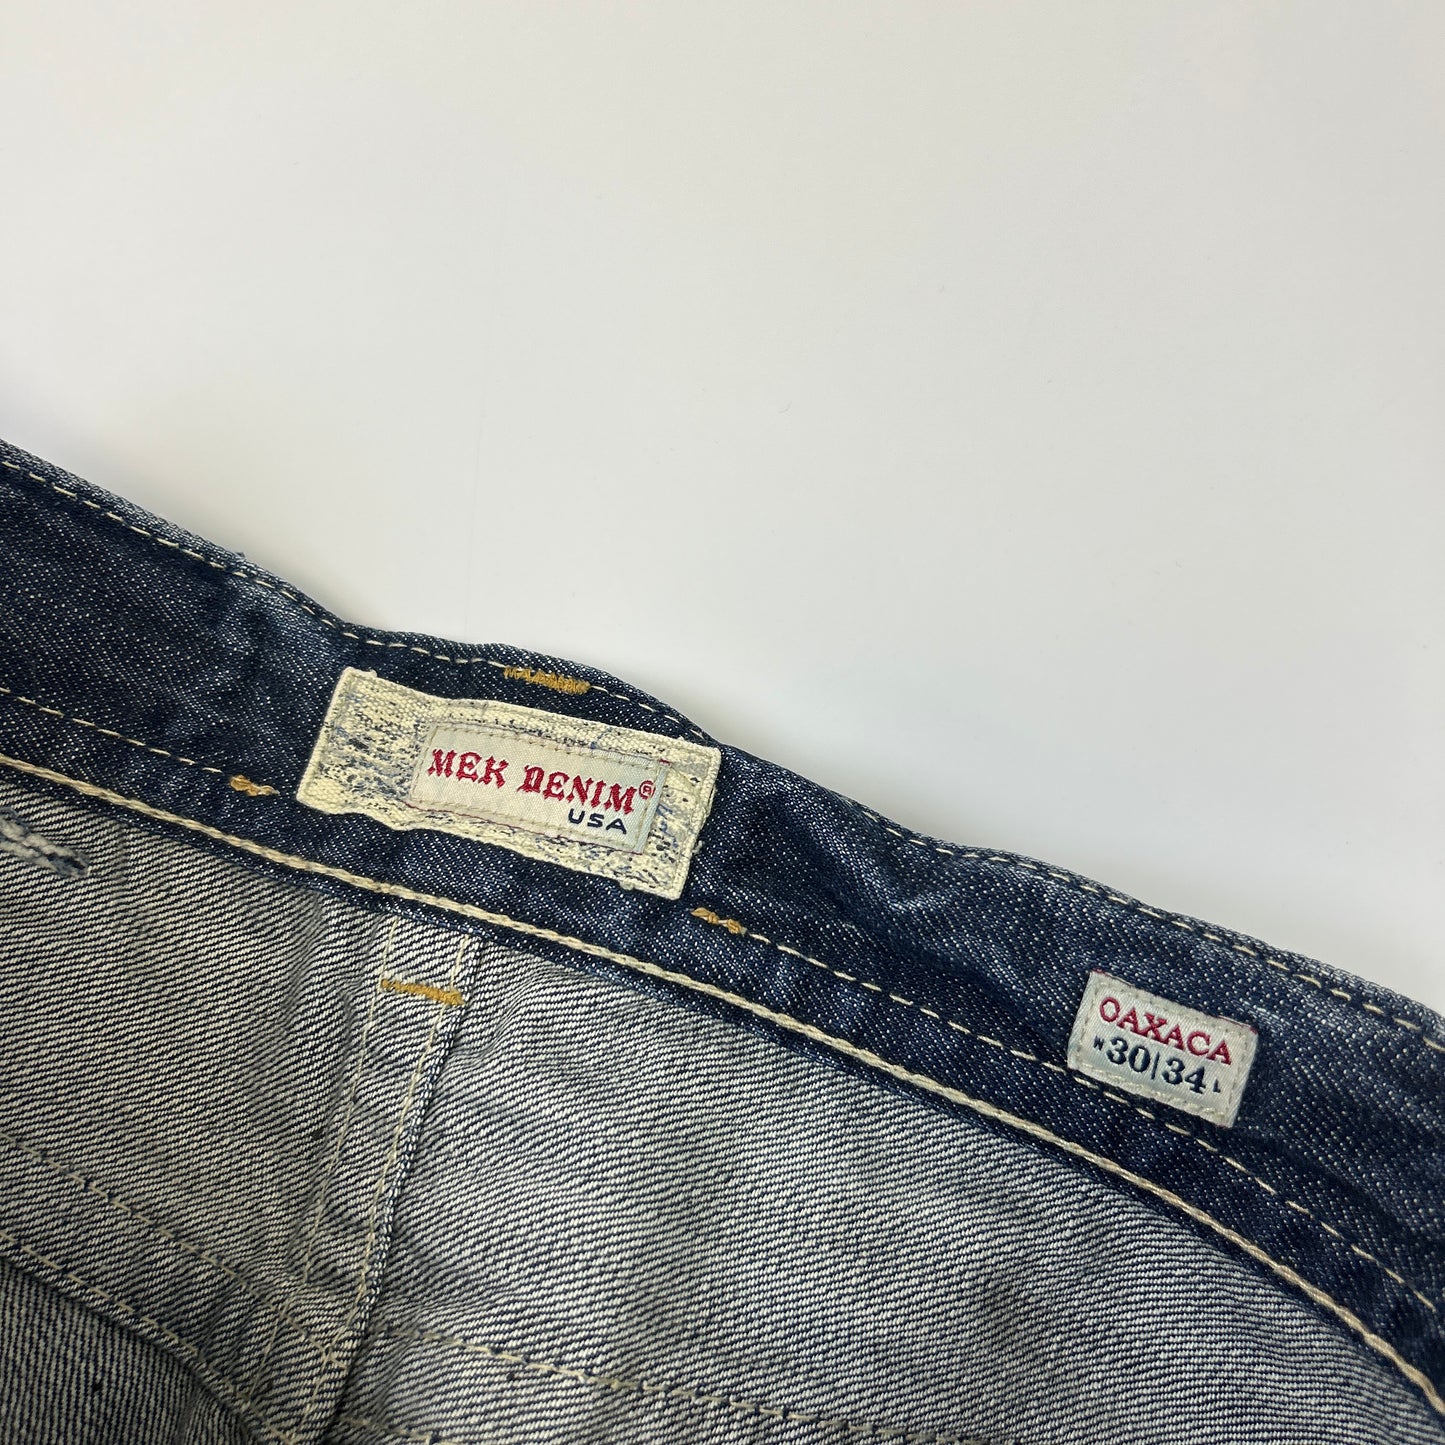 MEK DENIM®
USA
OAXACA
W30|34L